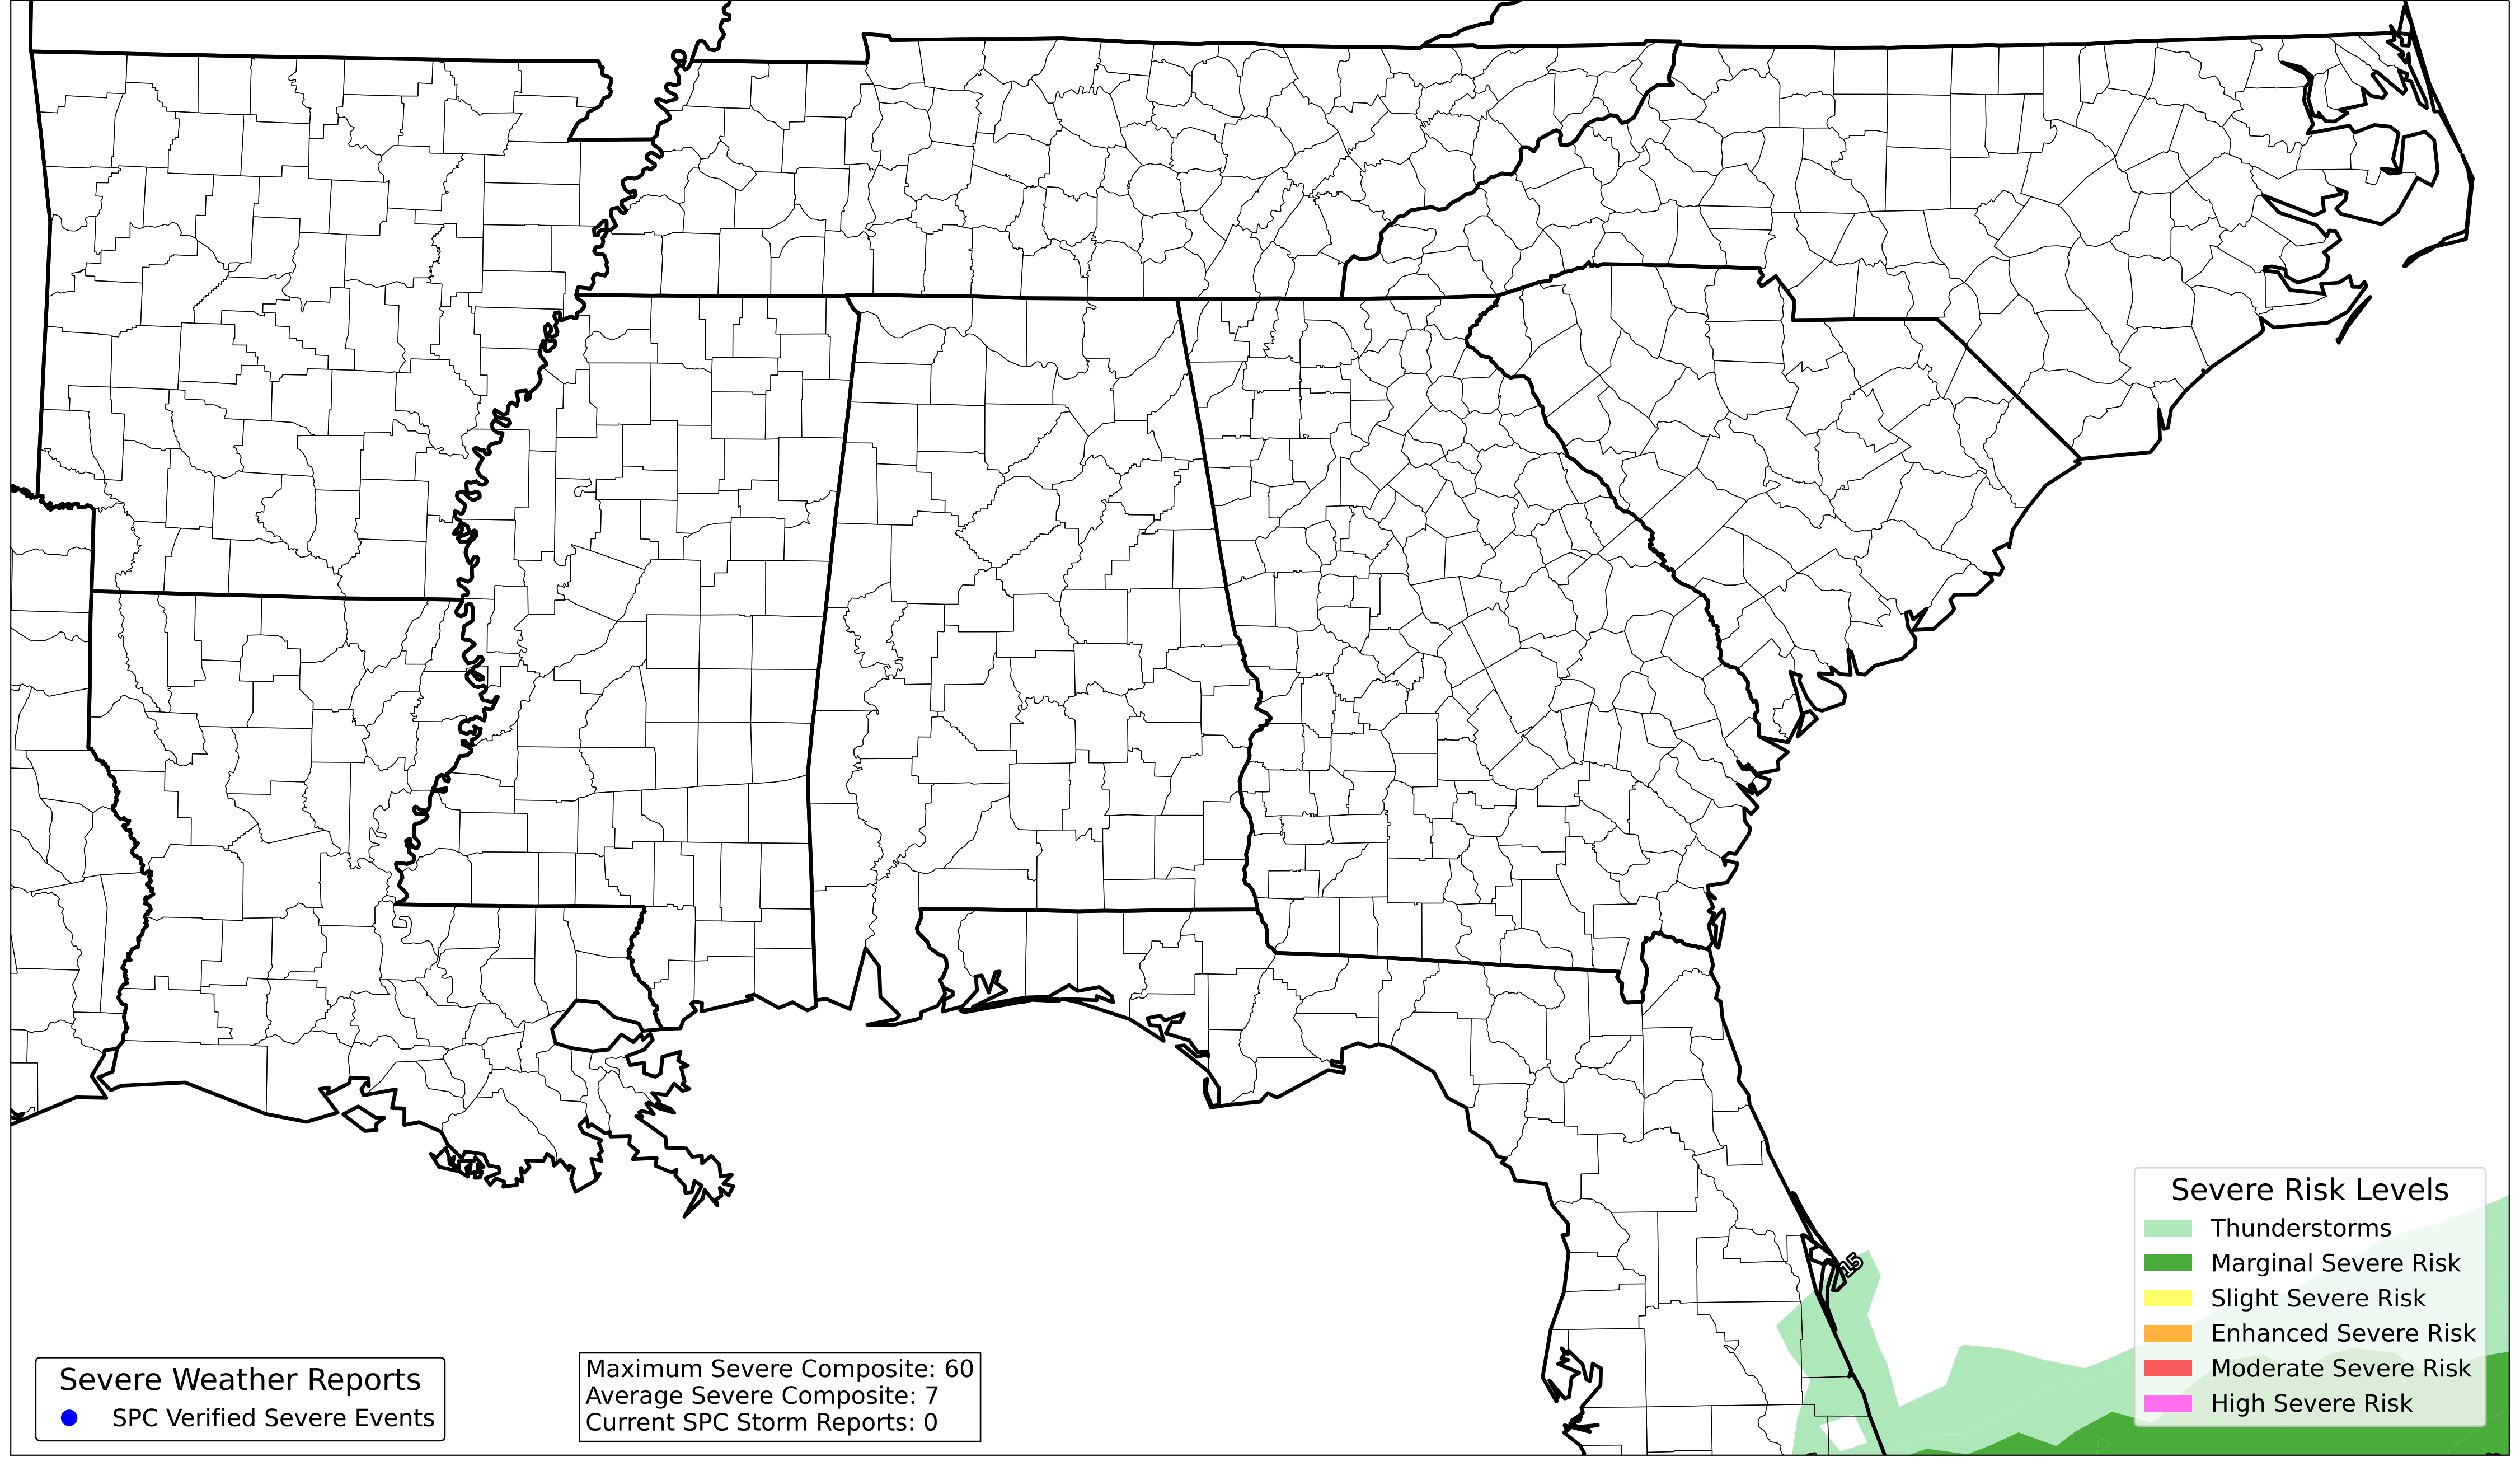 15
Severe Risk Levels
Thunderstorms
Marginal Severe Risk
Slight Severe Risk
Enhanced Severe Risk
Moderate Severe Risk
High Severe Risk
Severe Weather Reports
SPC Verified Severe Events
Maximum Severe Composite: 60
Average Severe Composite: 7
Current SPC Storm Reports: 0